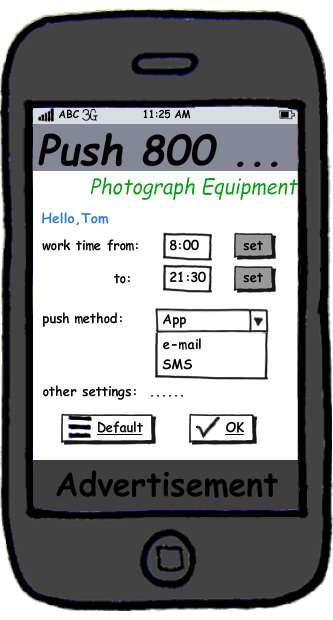 ABC 3G 11:25 AM
Push 800 ...
Photograph Equipment
Hello,Tom
work time from: 8:00 set
to: 21:30 set
push method: App
e-mail
SMS
other settings: ......
Default OK
Advertisement